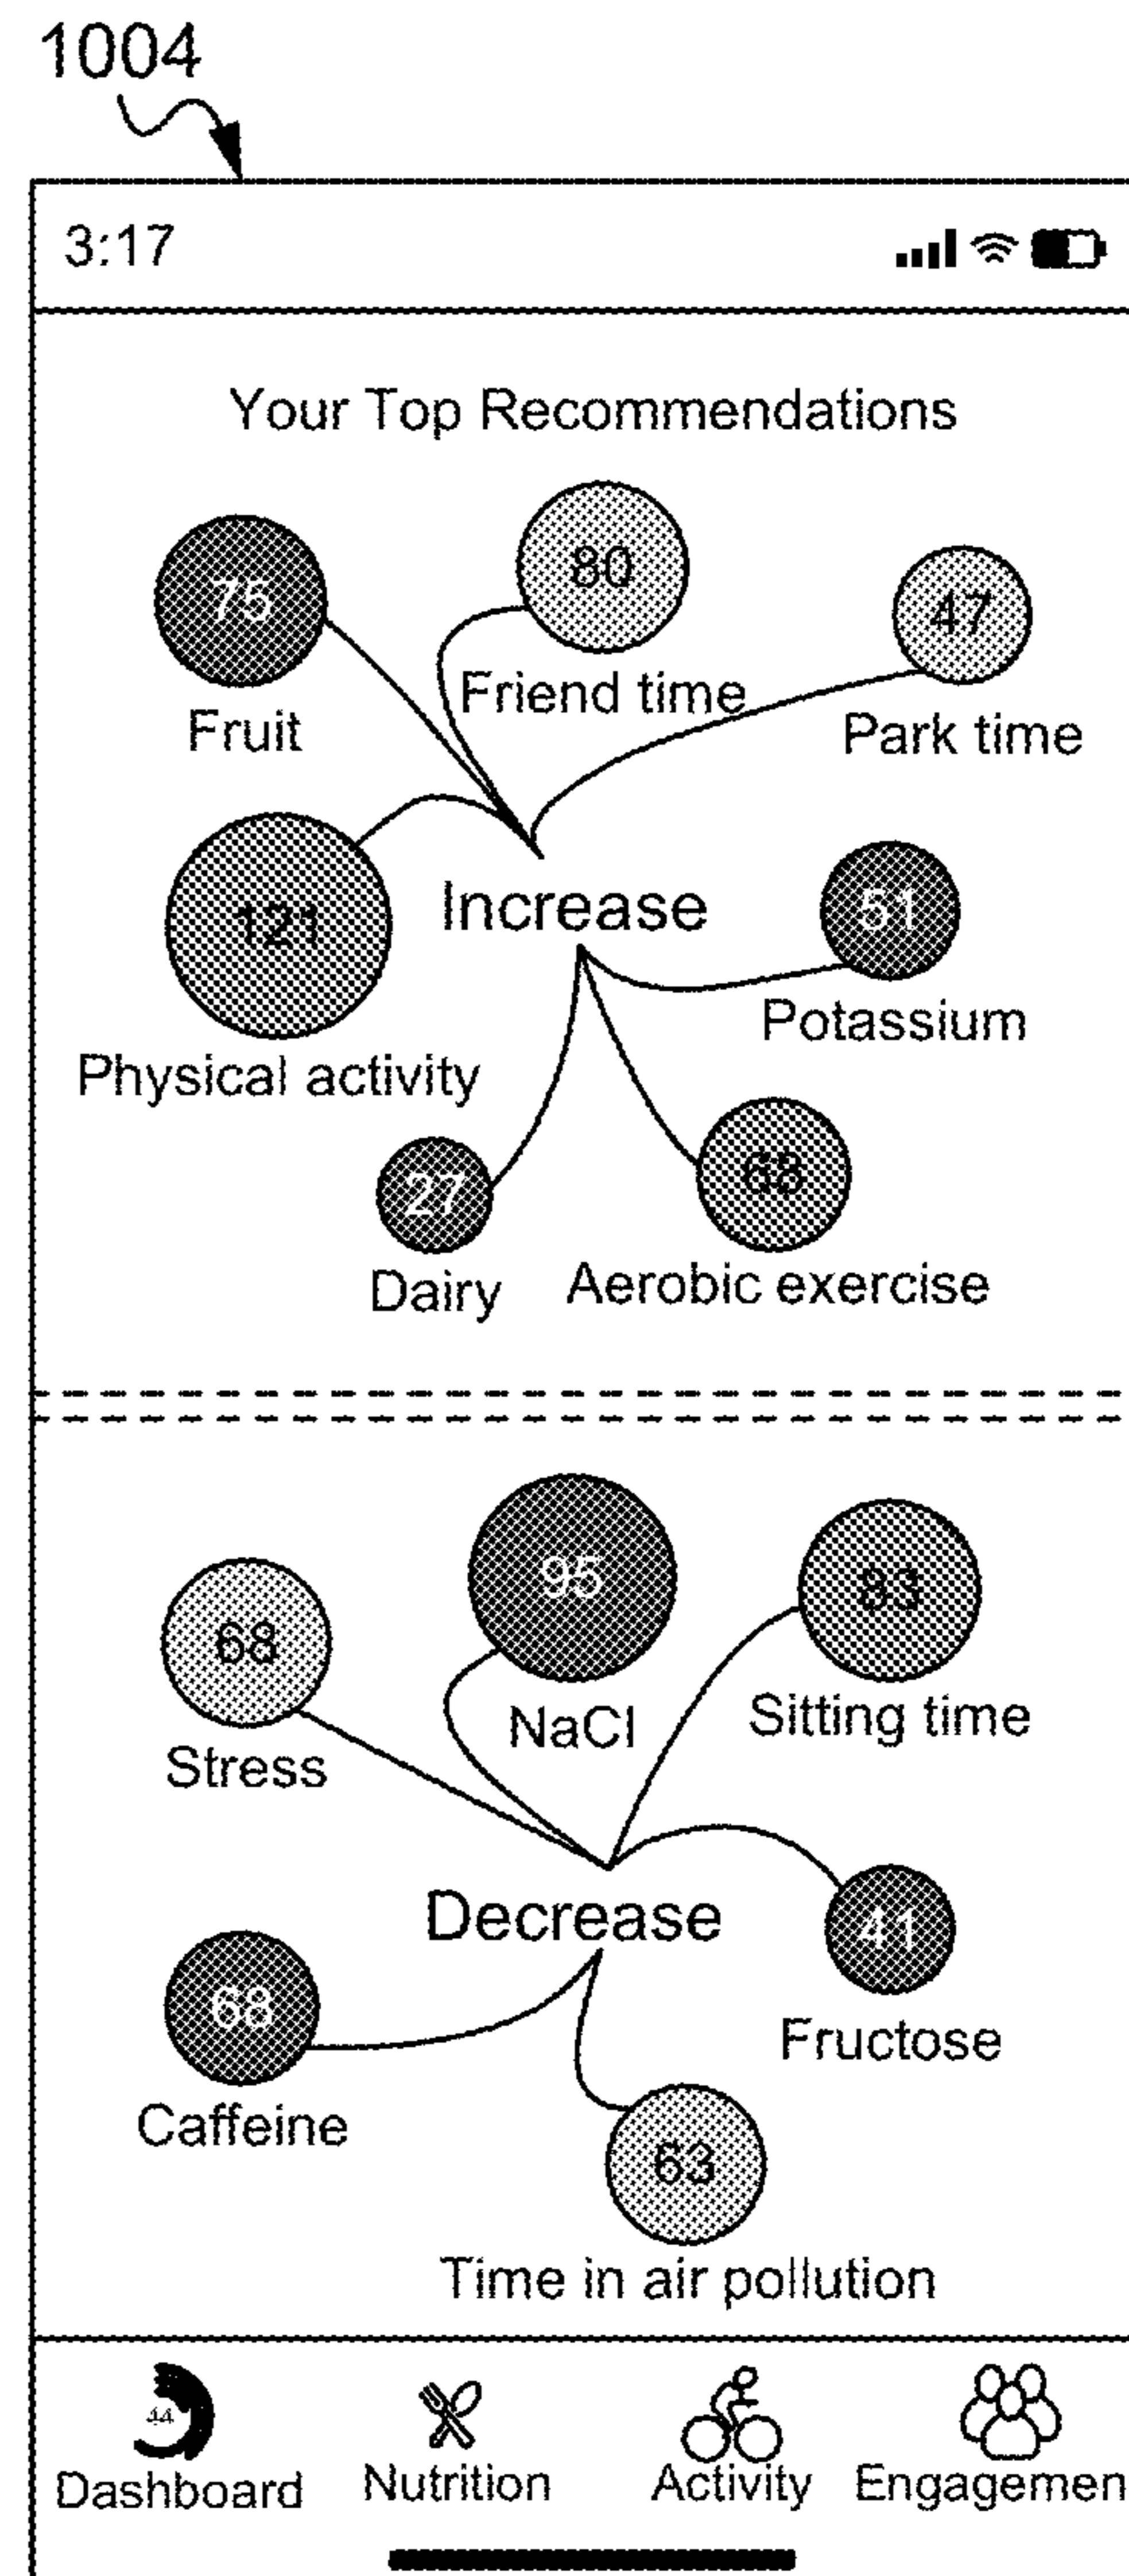 1004
3:17
Your Top Recommendations
75
Fruit
80
Friend time
47
Park time
121
Physical activity
Increase
51
Potassium
27
Dairy
68
Aerobic exercise
68
Stress
95
NaCl
83
Sitting time
Decrease
41
Fructose
68
Caffeine
63
Time in air pollution
44
Dashboard
Nutrition
Activity
Engagemen